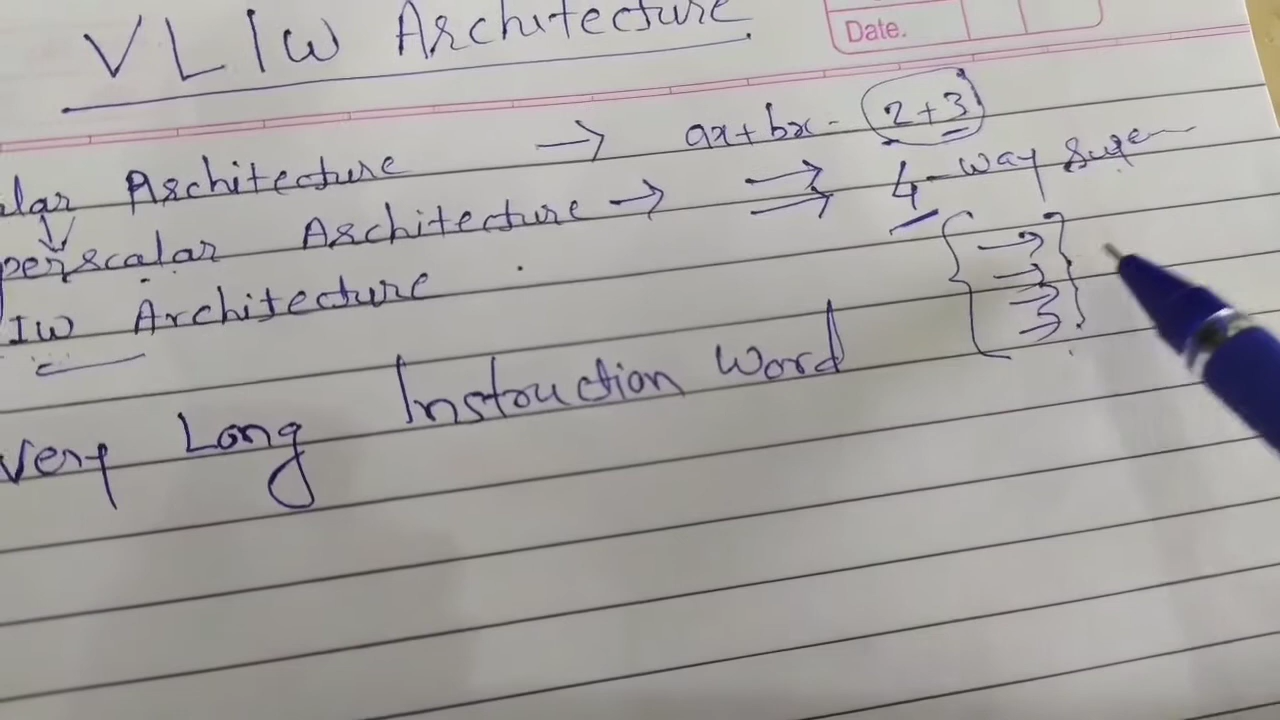 VLIW Architecture
Date.
lar Architecture → ax+bx- 2+3
perscalar Architecture → 4-way Supe
IW Architecture
Very Long Instruction Word